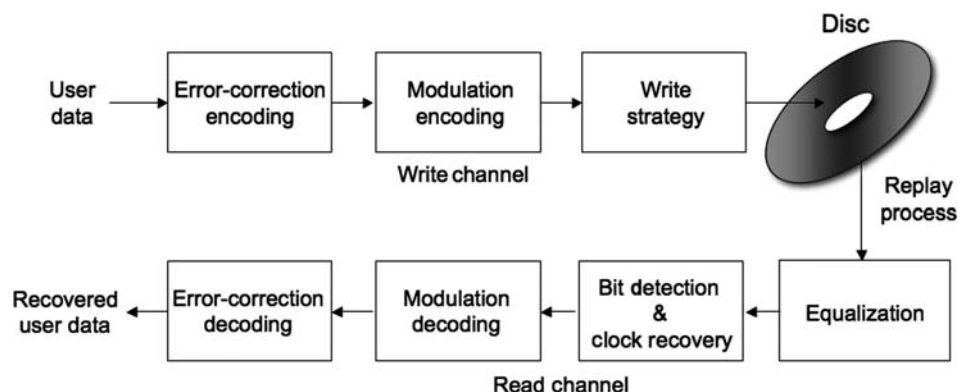 Disc
User
data
Error-correction
encoding
Modulation
encoding
Write
strategy
Write channel
Replay
process
Recovered
user data
Error-correction
decoding
Modulation
decoding
Bit detection
&
clock recovery
Equalization
Read channel